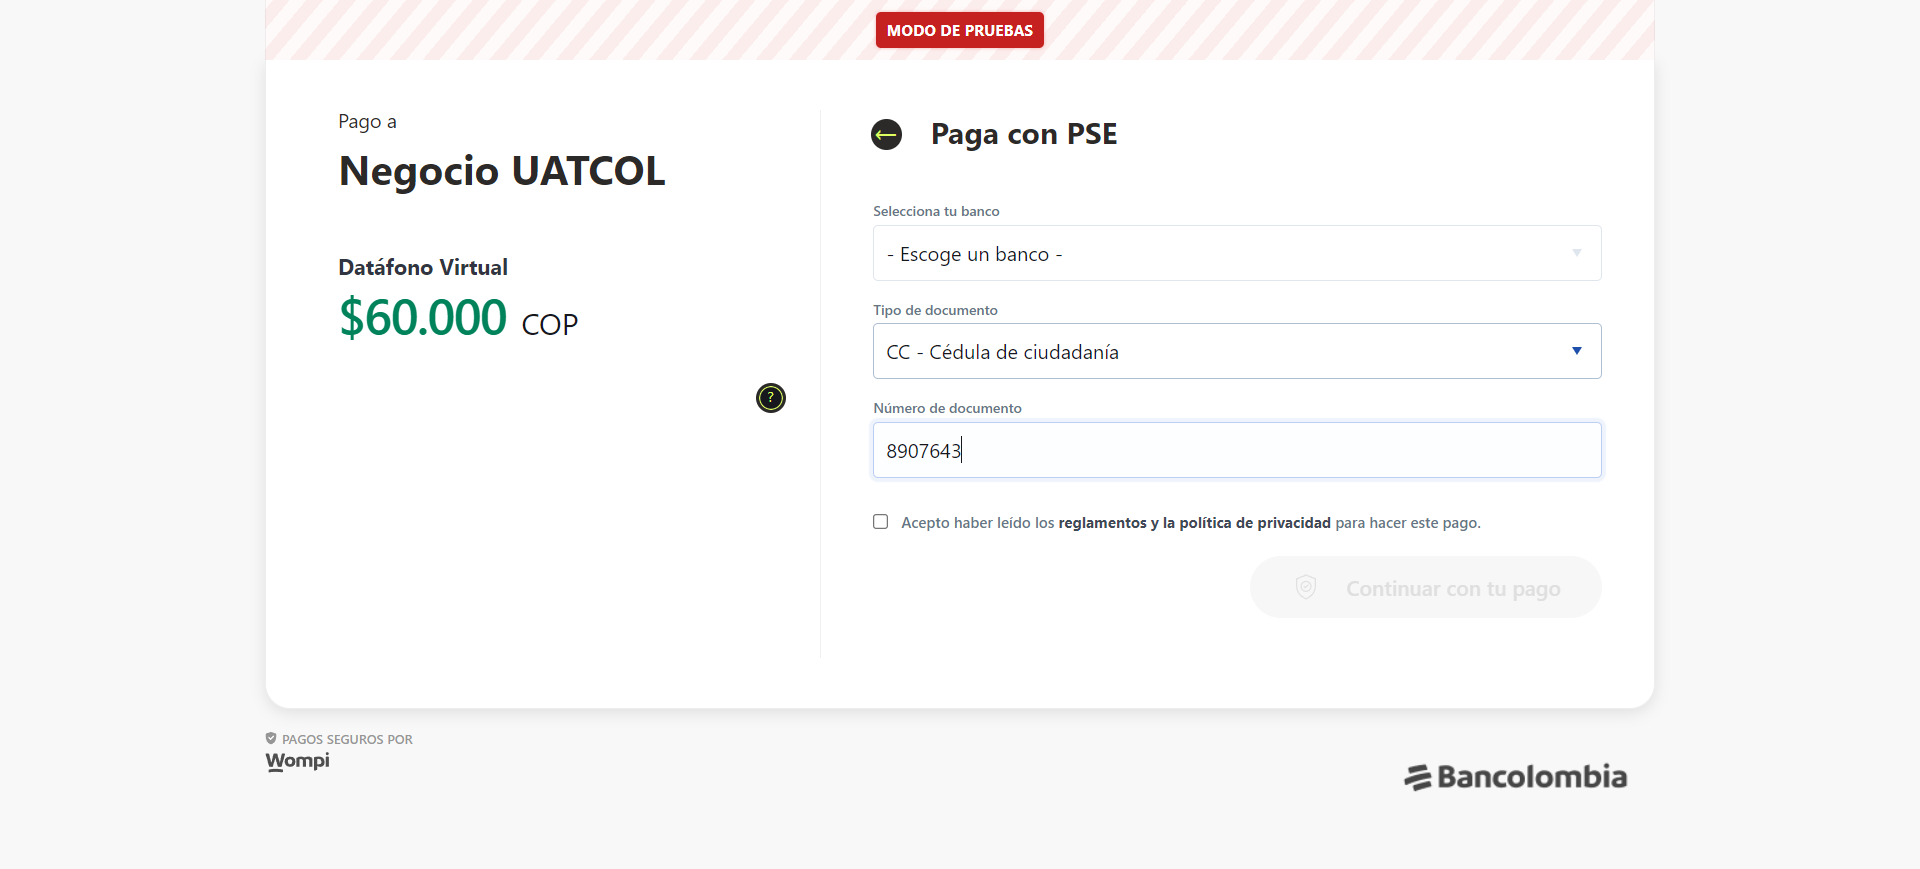 MODO DE PRUEBAS
Pago a
Negocio UATCOL
Datáfono Virtual
$60.000 COP
?
Paga con PSE
Selecciona tu banco
- Escoge un banco -
Tipo de documento
CC - Cédula de ciudadanía
Número de documento
8907643
Acepto haber leído los reglamentos y la política de privacidad para hacer este pago.
Continuar con tu pago
PAGOS SEGUROS POR
Wompi
Bancolombia